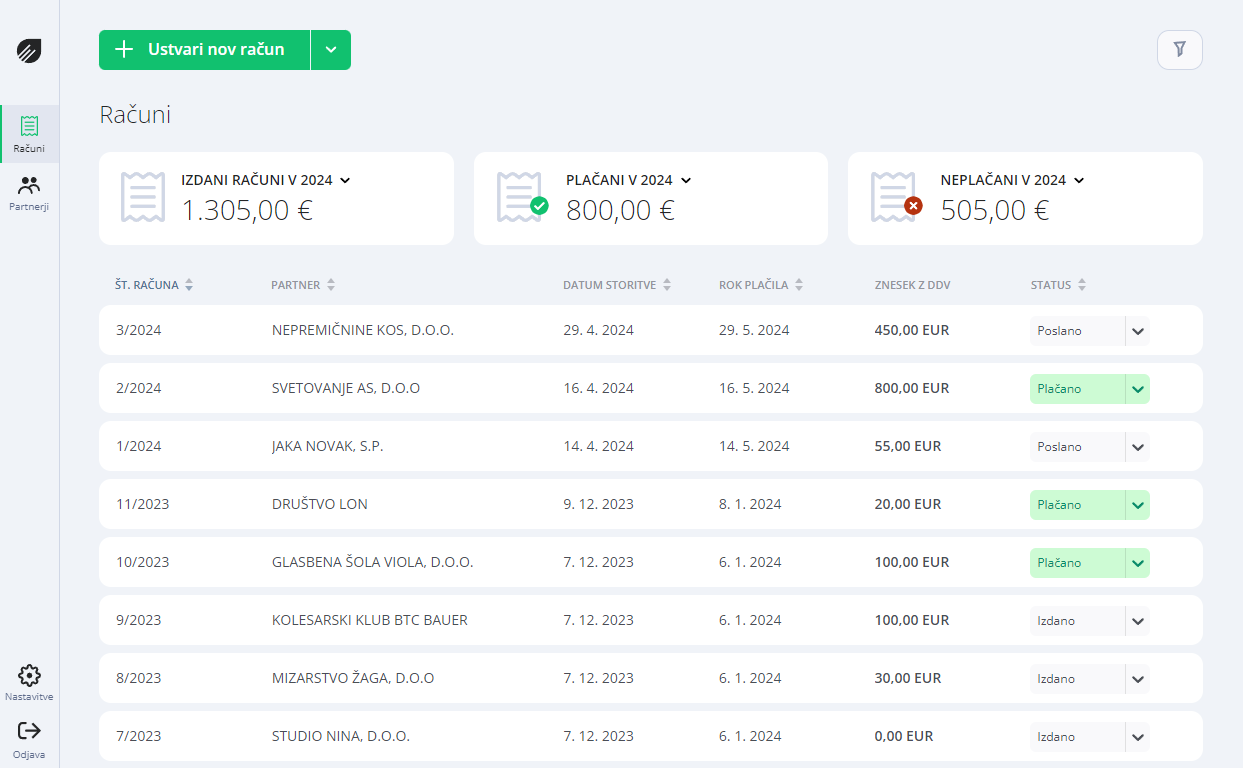 Ustvari nov račun
Računi
Računi
Partnerji
IZDANI RAČUNI V 2024
1.305,00 €
PLAČANI V 2024
800,00 €
NEPLAČANI V 2024
505,00 €
ŠT. RAČUNA PARTNER DATUM STORITVE ROK PLAČILA ZNESEK Z DDV STATUS
3/2024 NEPREMIČNINE KOS, D.O.O. 29. 4. 2024 29. 5. 2024 450,00 EUR Poslano
2/2024 SVETOVANJE AS, D.O.O 16. 4. 2024 16. 5. 2024 800,00 EUR Plačano
1/2024 JAKA NOVAK, S.P. 14. 4. 2024 14. 5. 2024 55,00 EUR Poslano
11/2023 DRUŠTVO LON 9. 12. 2023 8. 1. 2024 20,00 EUR Plačano
10/2023 GLASBENA ŠOLA VIOLA, D.O.O. 7. 12. 2023 6. 1. 2024 100,00 EUR Plačano
9/2023 KOLESARSKI KLUB BTC BAUER 7. 12. 2023 6. 1. 2024 100,00 EUR Izdano
8/2023 MIZARSTVO ŽAGA, D.O.O 7. 12. 2023 6. 1. 2024 30,00 EUR Izdano
7/2023 STUDIO NINA, D.O.O. 7. 12. 2023 6. 1. 2024 0,00 EUR Izdano
Nastavitve
Odjava